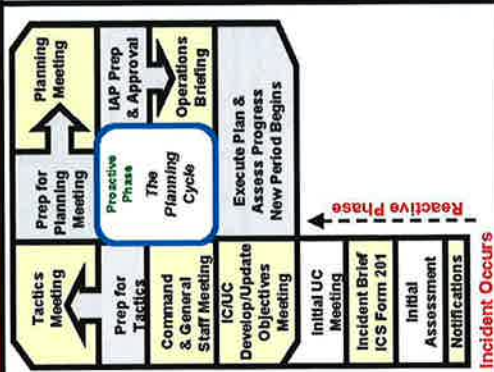 Tactics
Meeting
Prep for
Planning
Meeting
Planning
Meeting
Prep for
Tactics
Proactive
Phase
The
Planning
Cycle
IAP Prep
& Approval
Command
& General
Staff Meeting
Operations
Briefing
IC/UC
Develop/Update
Objectives
Meeting
Execute Plan &
Assess Progress
New Period Begins
Initial UC
Meeting
Incident Brief
ICS Form 201
Initial
Assessment
Notifications
Reactive Phase
Incident Occurs